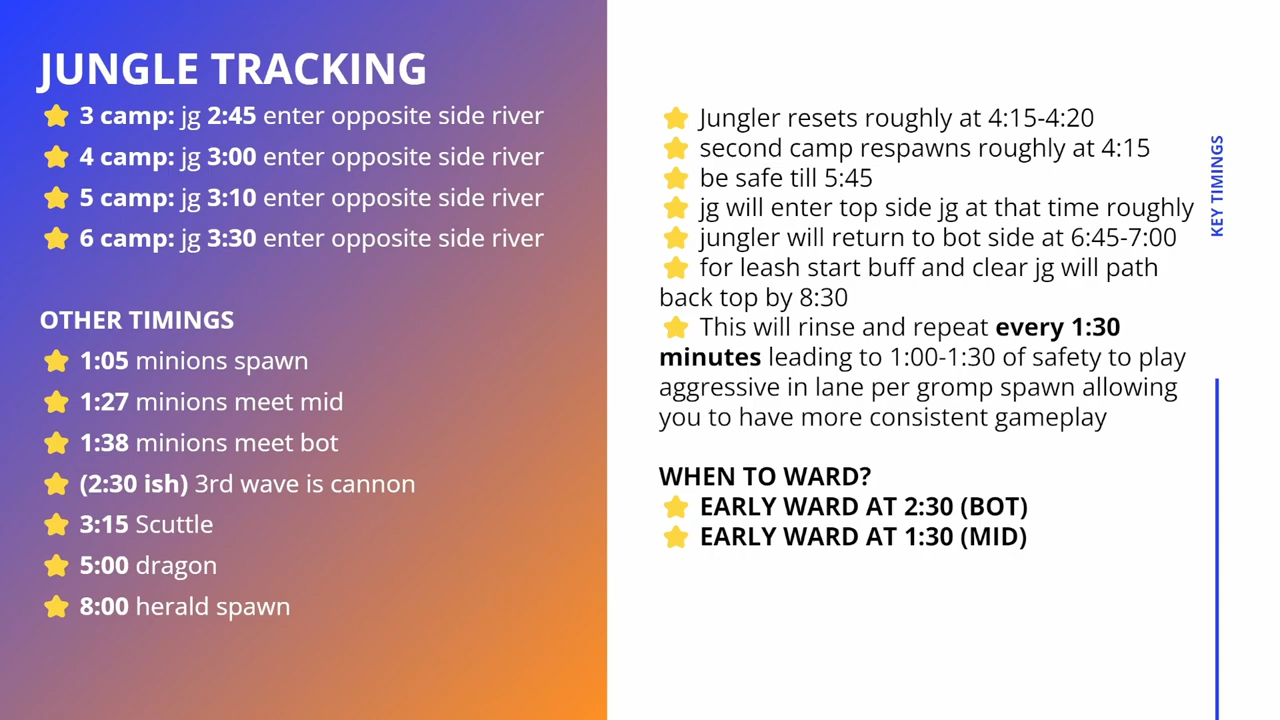 JUNGLE TRACKING
3 camp: jg 2:45 enter opposite side river
4 camp: jg 3:00 enter opposite side river
5 camp: jg 3:10 enter opposite side river
6 camp: jg 3:30 enter opposite side river
OTHER TIMINGS
1:05 minions spawn
1:27 minions meet mid
1:38 minions meet bot
(2:30 ish) 3rd wave is cannon
3:15 Scuttle
5:00 dragon
8:00 herald spawn
Jungler resets roughly at 4:15-4:20
second camp respawns roughly at 4:15
be safe till 5:45
jg will enter top side jg at that time roughly
jungler will return to bot side at 6:45-7:00
for leash start buff and clear jg will path
back top by 8:30
This will rinse and repeat every 1:30
minutes leading to 1:00-1:30 of safety to play
aggressive in lane per gromp spawn allowing
you to have more consistent gameplay
WHEN TO WARD?
EARLY WARD AT 2:30 (BOT)
EARLY WARD AT 1:30 (MID)
KEY TIMINGS